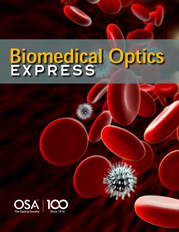 Biomedical Optics
EXPRESS
OSA | 100
The Optical Society | Since 1916